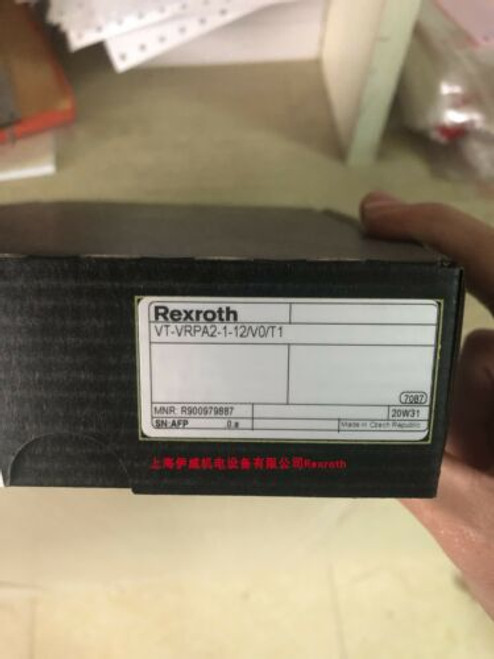 Rexroth
VT-VRPA2-1-12/V0/T1
7087
MNR: R900979887
20W31
SN:AFP .0.a
Made in Czech Republic
上海伊威机电设备有限公司Rexroth